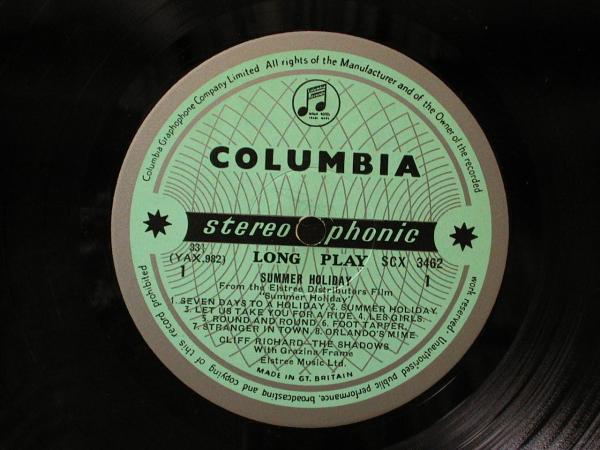 Columbia Graphophone Company Limited All rights of the Manufacturer and of the Owner of the recorded
work reserved. Unauthorised public performance, broadcasting and copying of this record prohibited
COLUMBIA
stereophonic
33⅓
(YAX.982)
1
LONG PLAY
SCX 3462
1
SUMMER HOLIDAY
From the Elstree Distributors Film
"Summer Holiday"
1. SEVEN DAYS TO A HOLIDAY, 2. SUMMER HOLIDAY
3. LET US TAKE YOU FOR A RIDE. 4. LES GIRLS.
5. ROUND AND ROUND, 6. FOOT TAPPER,
7. STRANGER IN TOWN, 8. ORLANDO'S MIME
CLIFF RICHARD—THE SHADOWS
With Grazina Frame
Elstree Music Ltd.
MADE IN GT. BRITAIN